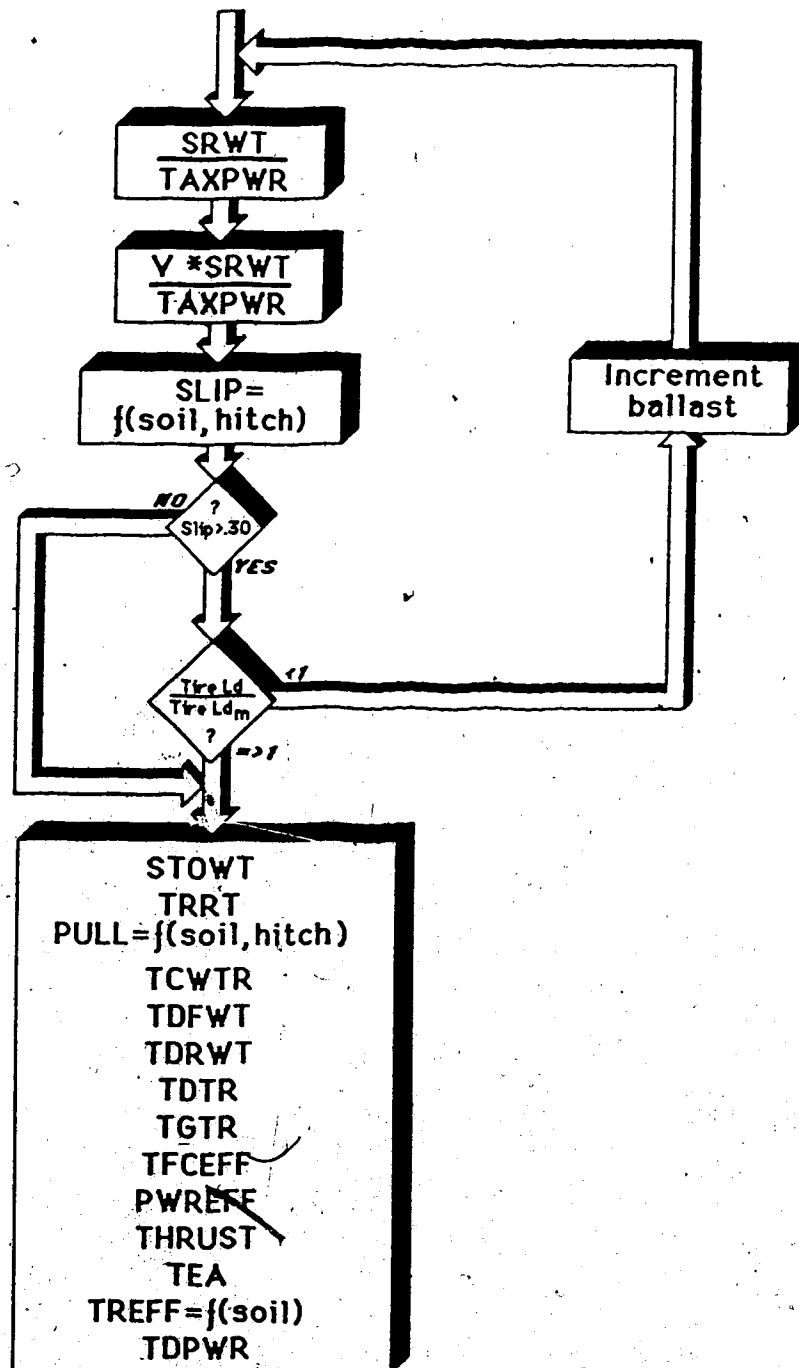 SRWT
TAXPWR
V *SRWT
TAXPWR
SLIP=
f(soil,hitch)
Increment
ballast
NO
?
Slip>.30
YES
Tire Ld
Tire Ldm
?
<1
=>1
STOWT
TRRT
PULL=f(soil,hitch)
TCWTR
TDFWT
TDRWT
TDTR
TGTR
TFCEFF
PWREFF
THRUST
TEA
TREFF=f(soil)
TDPWR